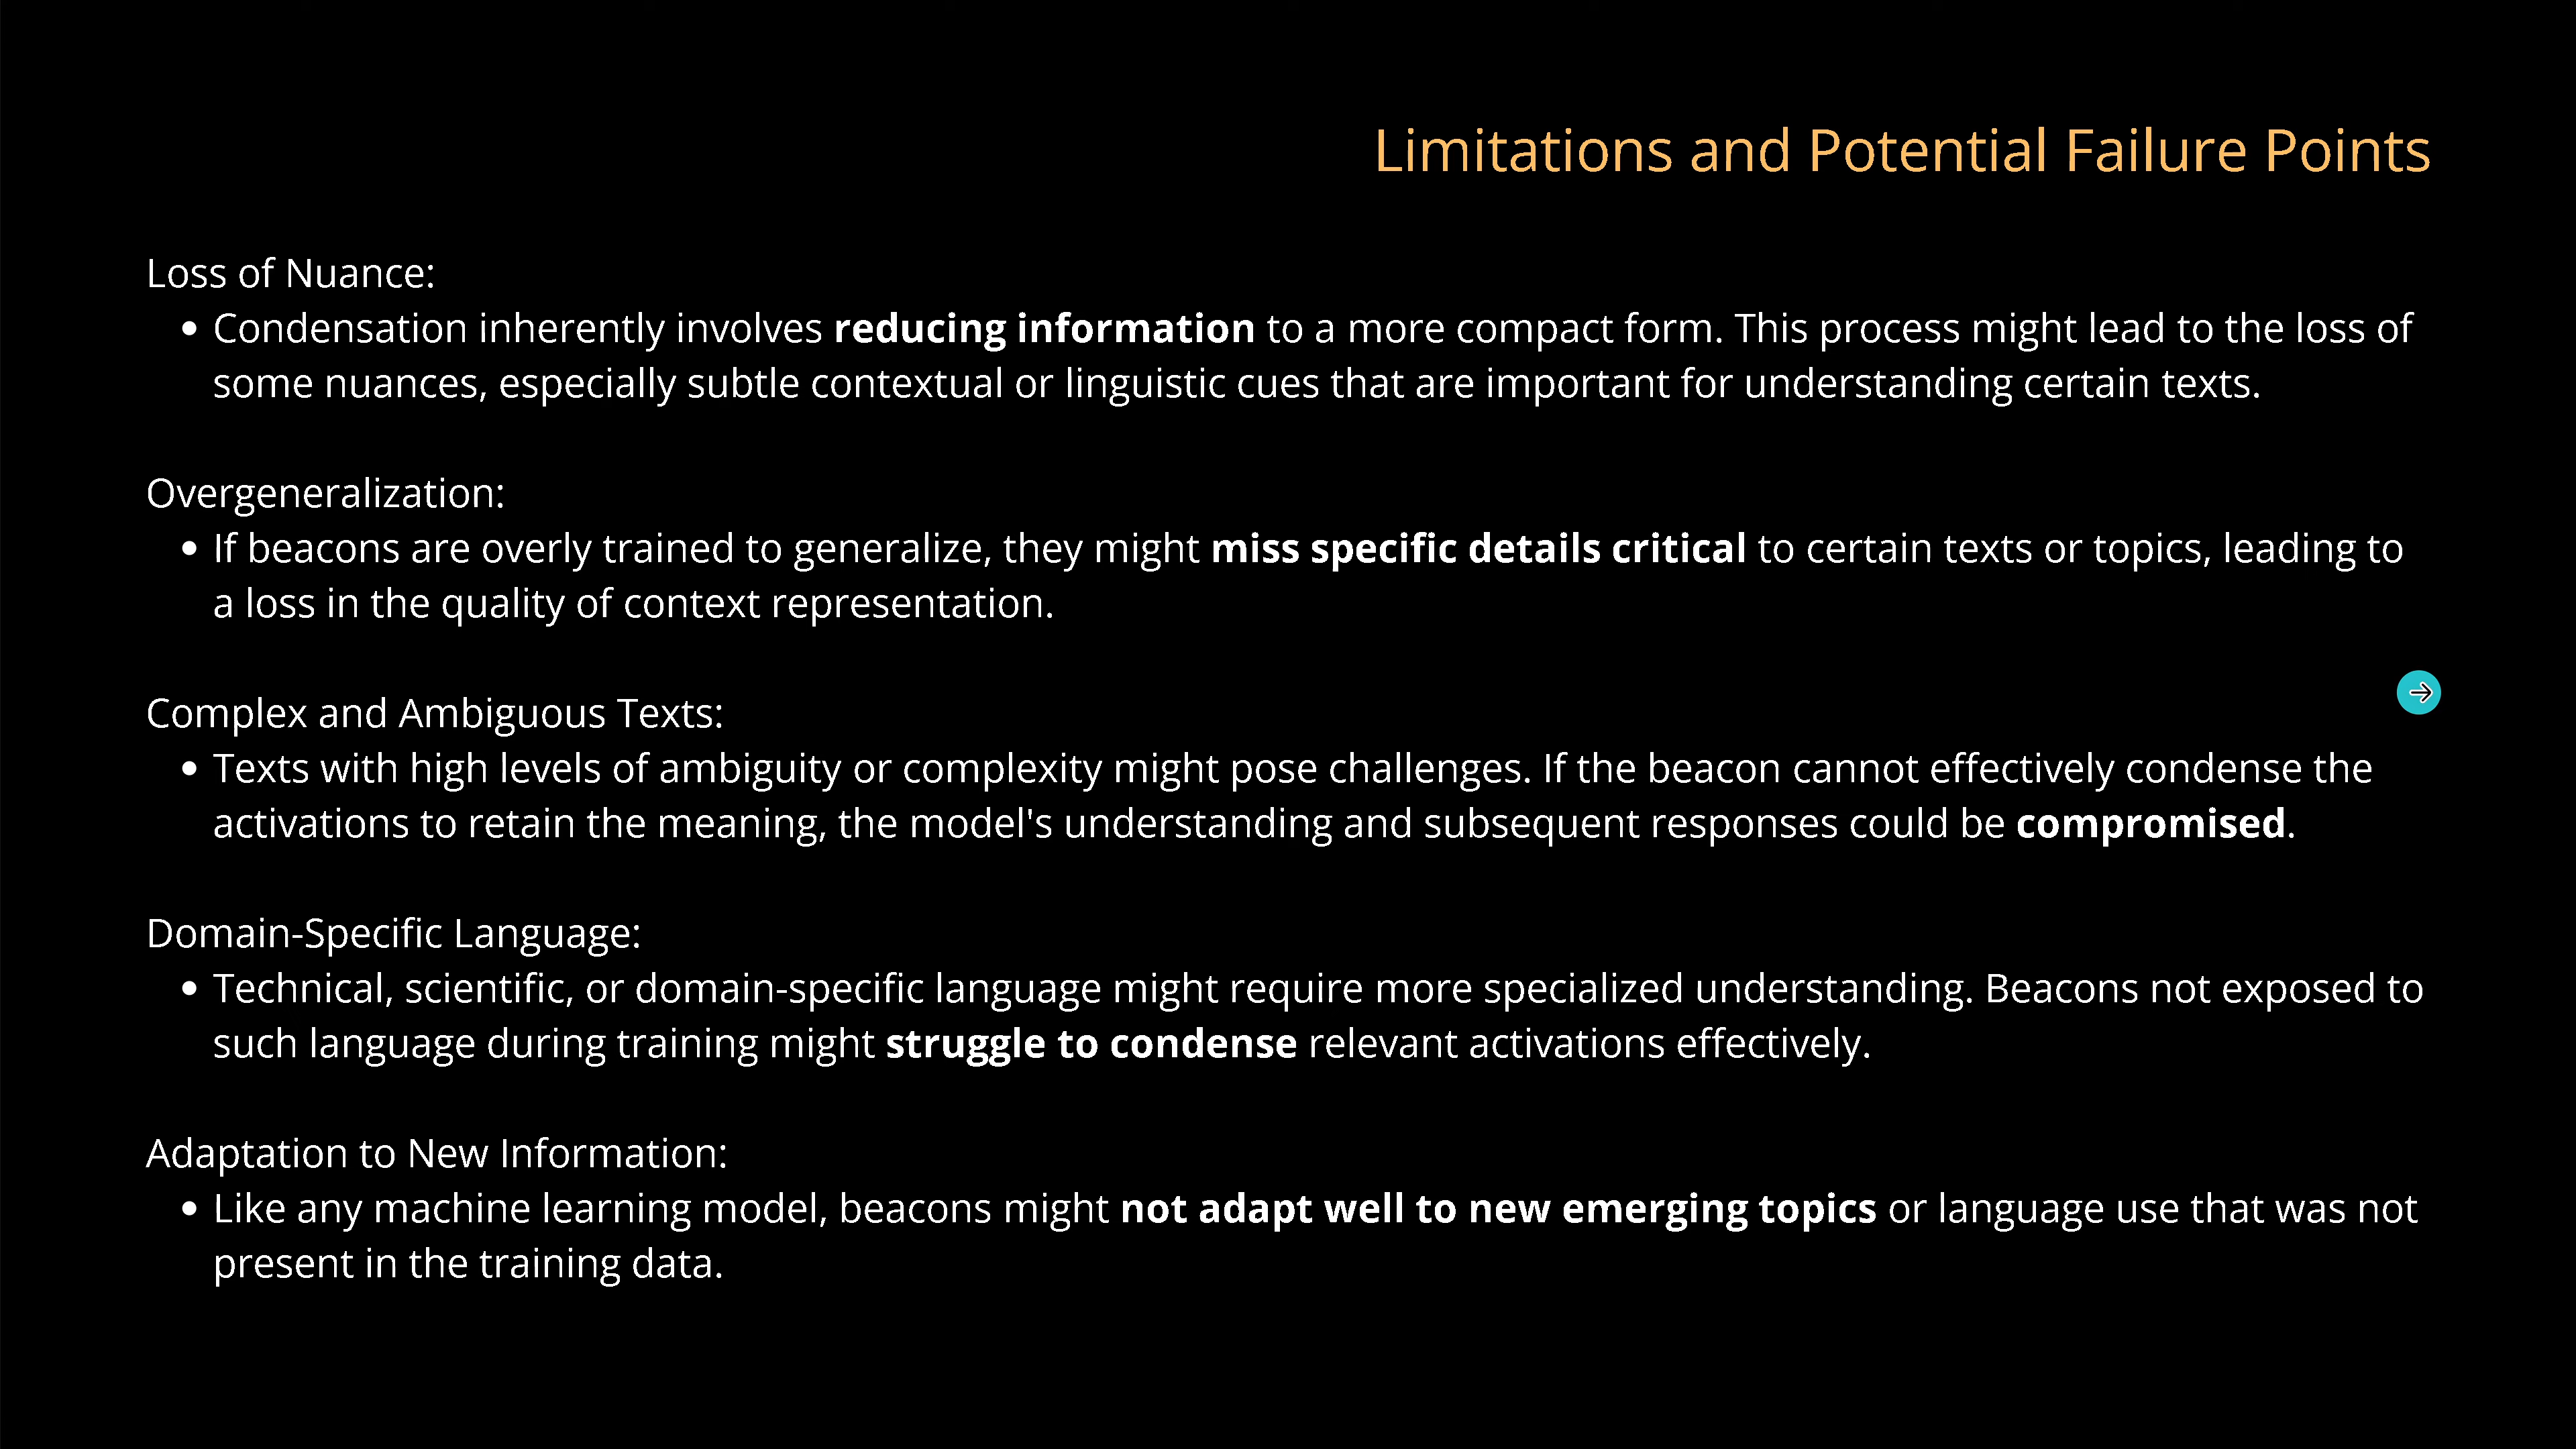 Limitations and Potential Failure Points
Loss of Nuance:
• Condensation inherently involves reducing information to a more compact form. This process might lead to the loss of
some nuances, especially subtle contextual or linguistic cues that are important for understanding certain texts.
Overgeneralization:
• If beacons are overly trained to generalize, they might miss specific details critical to certain texts or topics, leading to
a loss in the quality of context representation.
Complex and Ambiguous Texts:
• Texts with high levels of ambiguity or complexity might pose challenges. If the beacon cannot effectively condense the
activations to retain the meaning, the model's understanding and subsequent responses could be compromised.
Domain-Specific Language:
• Technical, scientific, or domain-specific language might require more specialized understanding. Beacons not exposed to
such language during training might struggle to condense relevant activations effectively.
Adaptation to New Information:
• Like any machine learning model, beacons might not adapt well to new emerging topics or language use that was not
present in the training data.